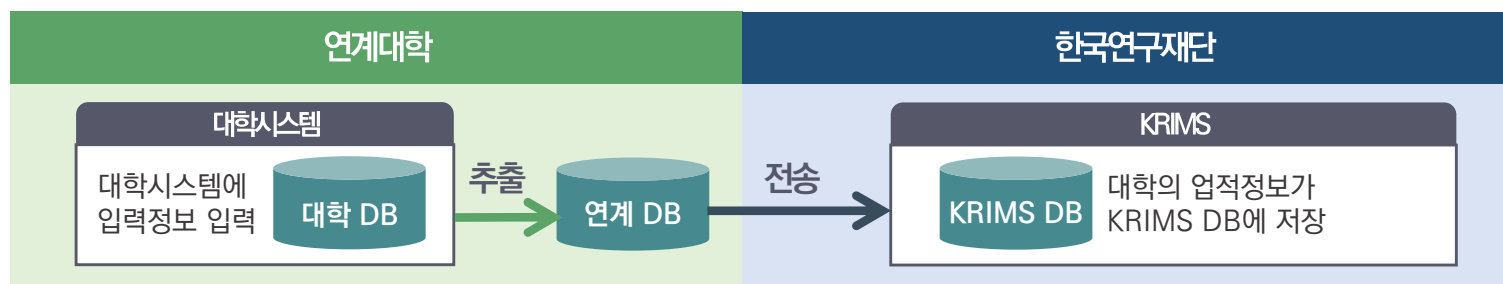 연계대학
한국연구재단
대학시스템
대학시스템에
입력정보 입력
대학 DB
추출
연계 DB
전송
KRIMS
KRIMS DB
대학의 업적정보가
KRIMS DB에 저장